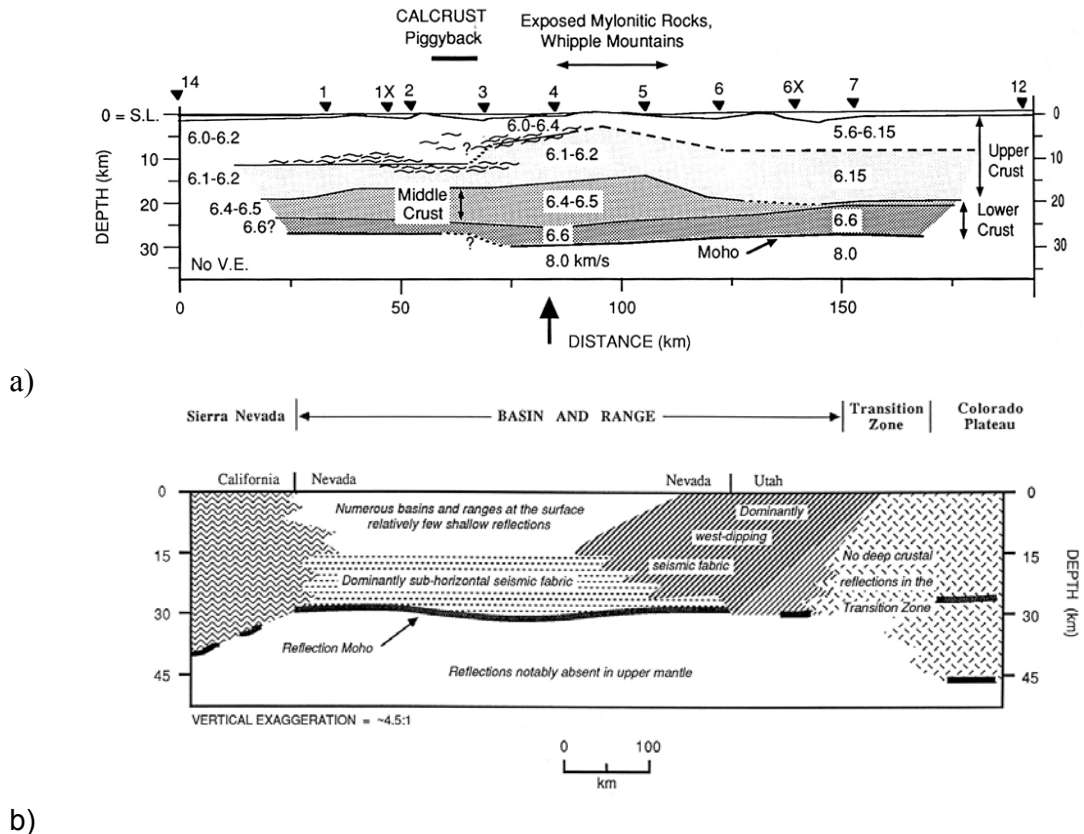 CALCRUST
Piggyback
Exposed Mylonitic Rocks,
Whipple Mountains
14 1 1X 2 3 4 5 6 6X 7 12
0 = S.L.
10
20
30
DEPTH (km)
6.0-6.2
6.1-6.2
6.4-6.5
6.6?
No V.E.
?
6.0-6.4
6.1-6.2
Middle
Crust
6.4-6.5
6.6
?
8.0 km/s
Moho
5.6-6.15
6.15
6.6
8.0
Upper
Crust
Lower
Crust
0
10
20
30
0 50 100 150
DISTANCE (km)
a)
Sierra Nevada
BASIN AND RANGE
Transition
Zone
Colorado
Plateau
California Nevada Nevada Utah
0
15
30
45
Numerous basins and ranges at the surface
relatively few shallow reflections
Dominantly sub-horizontal seismic fabric
Dominantly
west-dipping
seismic fabric
No deep crustal
reflections in the
Transition Zone
Reflection Moho
Reflections notably absent in upper mantle
0
15
30
45
DEPTH (km)
VERTICAL EXAGGERATION = ~4.5:1
0 100
km
b)